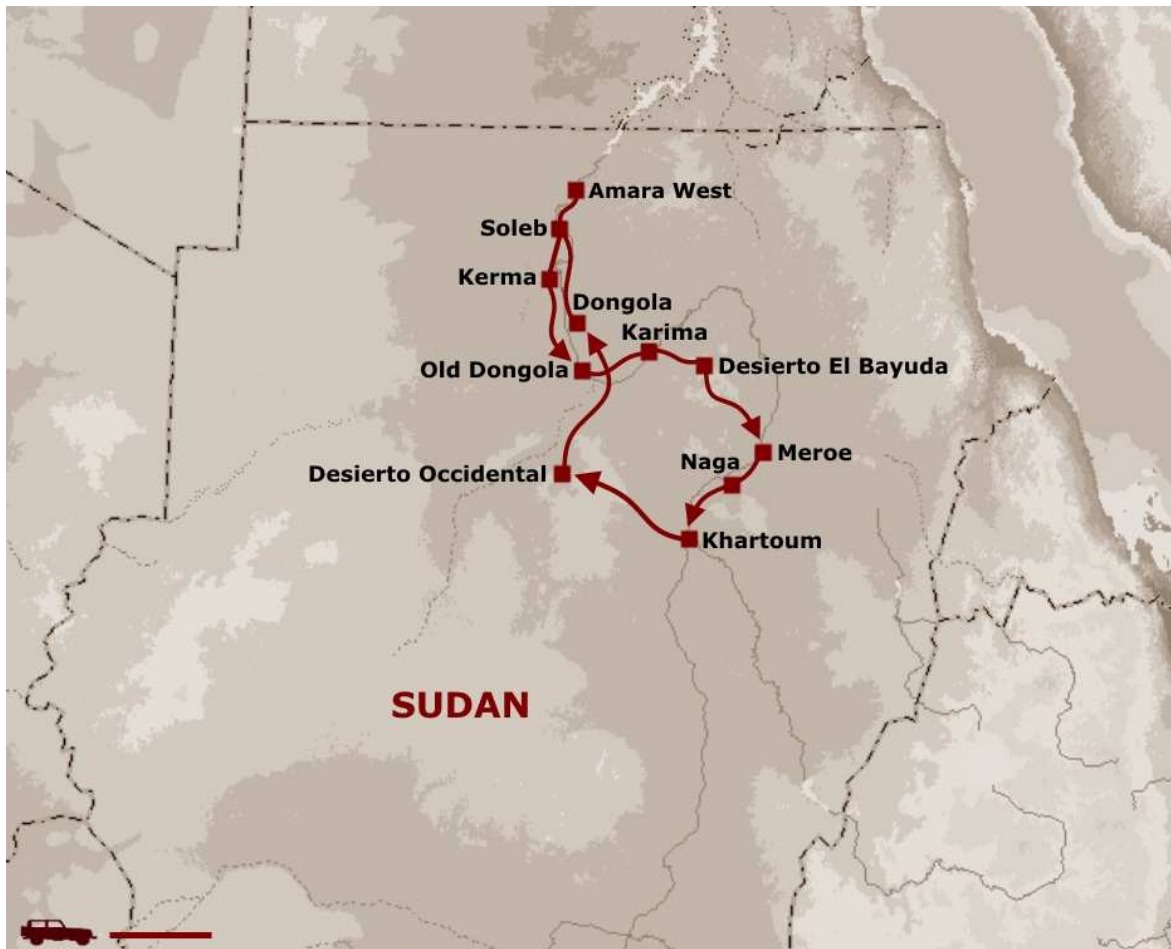 Amara West
Soleb
Kerma
Dongola
Karima
Old Dongola
Desierto El Bayuda
Meroe
Naga
Desierto Occidental
Khartoum
SUDAN